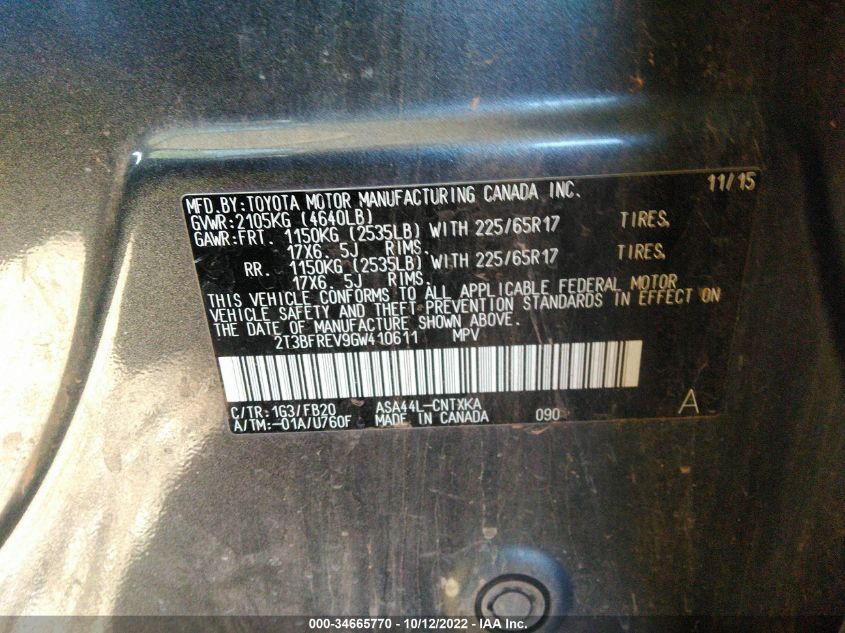 MFD. BY: TOYOTA MOTOR MANUFACTURING CANADA INC. 11/15
GVWR: 2105KG (4640LB)
GAWR: FRT. 1150KG (2535LB) WITH 225/65R17 TIRES,
17X6. 5J RIMS.
RR. 1150KG (2535LB) WITH 225/65R17 TIRES,
17X6. 5J RIMS.
THIS VEHICLE CONFORMS TO ALL APPLICABLE FEDERAL MOTOR
VEHICLE SAFETY AND THEFT PREVENTION STANDARDS IN EFFECT ON
THE DATE OF MANUFACTURE SHOWN ABOVE.
2T3BFREV9GW410611 MPV
C/TR: 1G3/FB20 ASA44L-CNTXKA
A/TM: -01A/U760F MADE IN CANADA 090 A
000-34665770 - 10/12/2022 - IAA Inc.